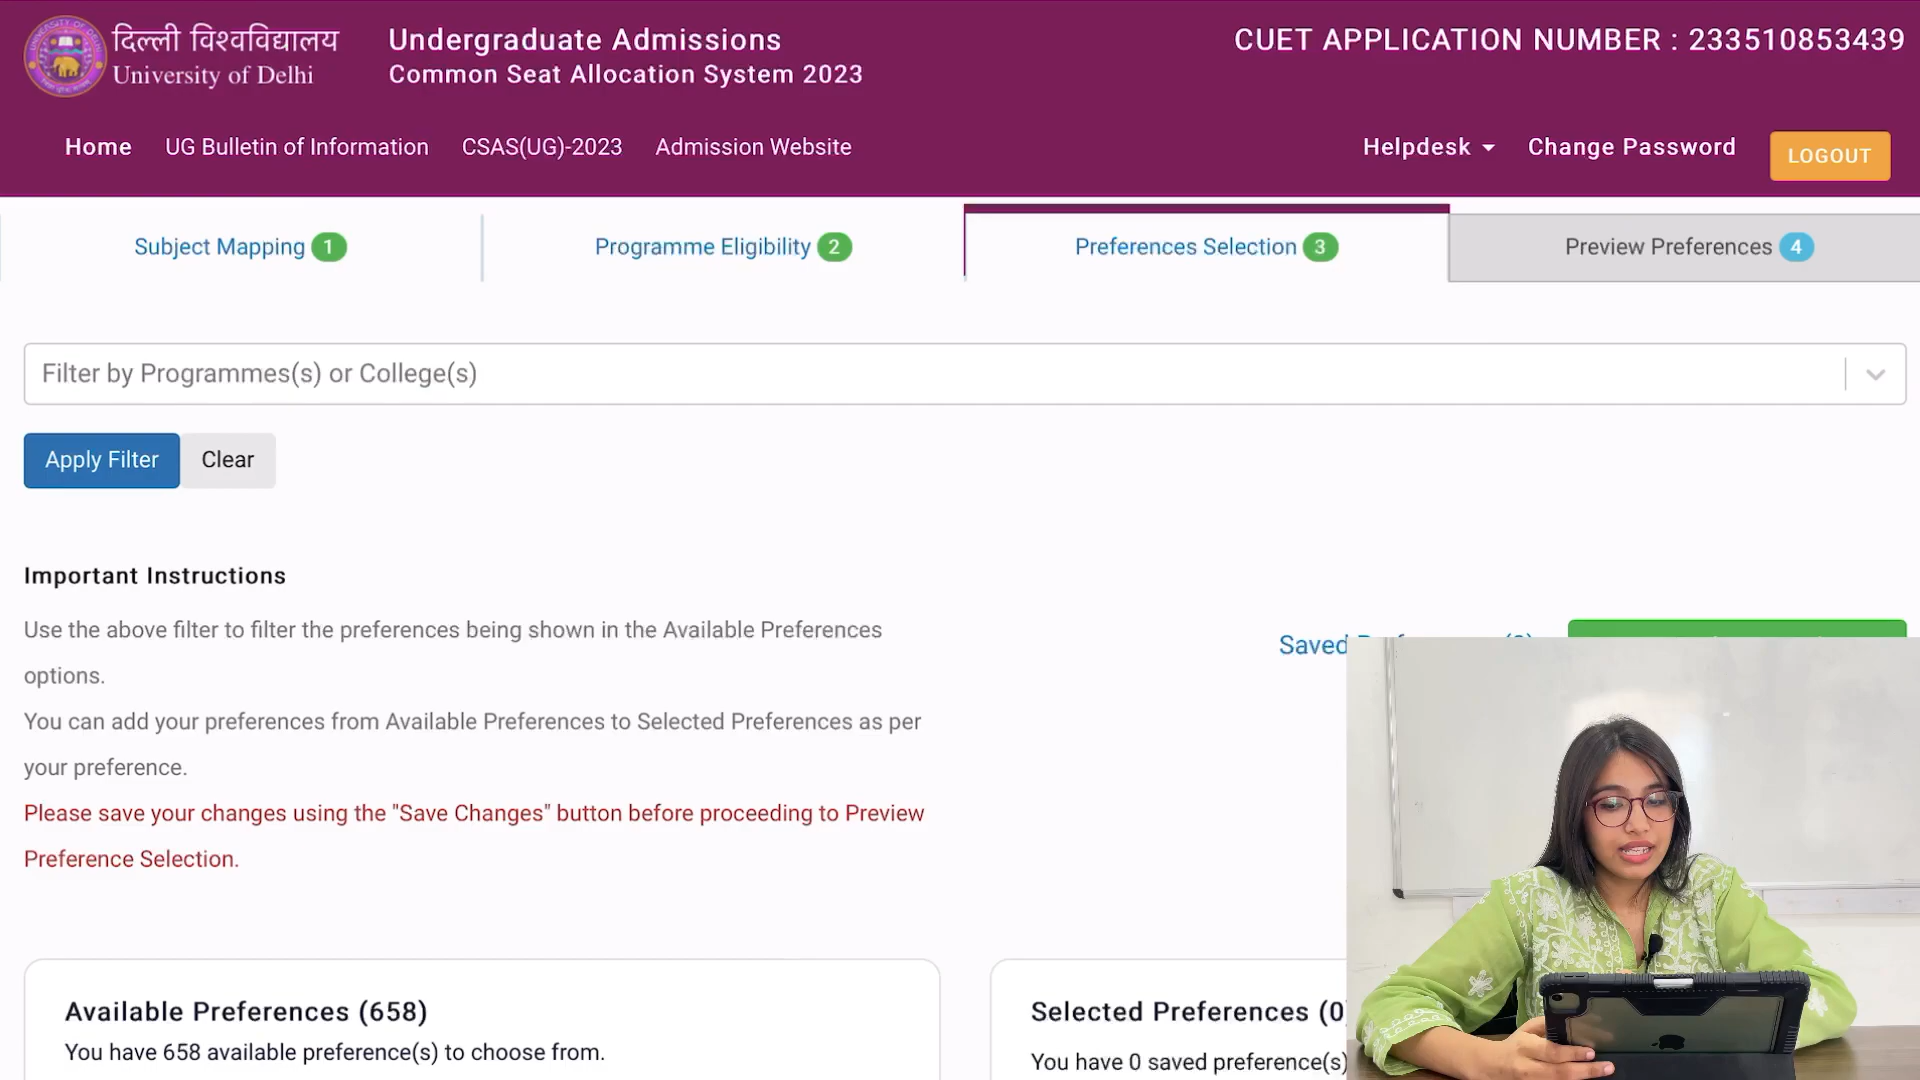 दिल्ली विश्वविद्यालय
University of Delhi
Undergraduate Admissions
Common Seat Allocation System 2023
CUET APPLICATION NUMBER : 233510853439
Home UG Bulletin of Information CSAS(UG)-2023 Admission Website Helpdesk Change Password LOGOUT
Subject Mapping 1 Programme Eligibility 2 Preferences Selection 3 Preview Preferences 4
Filter by Programmes(s) or College(s)
Apply Filter Clear
Important Instructions
Use the above filter to filter the preferences being shown in the Available Preferences
options.
You can add your preferences from Available Preferences to Selected Preferences as per
your preference.
Please save your changes using the "Save Changes" button before proceeding to Preview
Preference Selection.
Saved
Available Preferences (658)
You have 658 available preference(s) to choose from.
Selected Preferences (0
You have 0 saved preference(s)